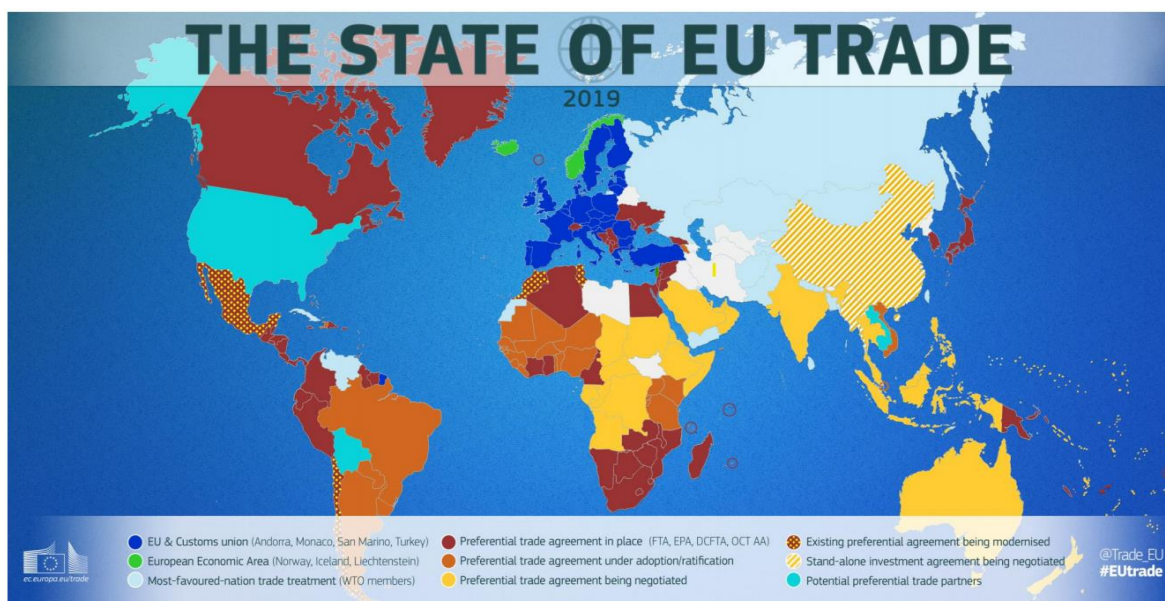 THE STATE OF EU TRADE
2019
EU & Customs union (Andorra, Monaco, San Marino, Turkey)
European Economic Area (Norway, Iceland, Liechtenstein)
Most-favoured-nation trade treatment (WTO members)
Preferential trade agreement in place (FTA, EPA, DCFTA, OCT AA)
Preferential trade agreement under adoption/ratification
Preferential trade agreement being negotiated
Existing preferential agreement being modernised
Stand-alone investment agreement being negotiated
Potential preferential trade partners
ec.europa.eu/trade
@Trade_EU
#EUtrade